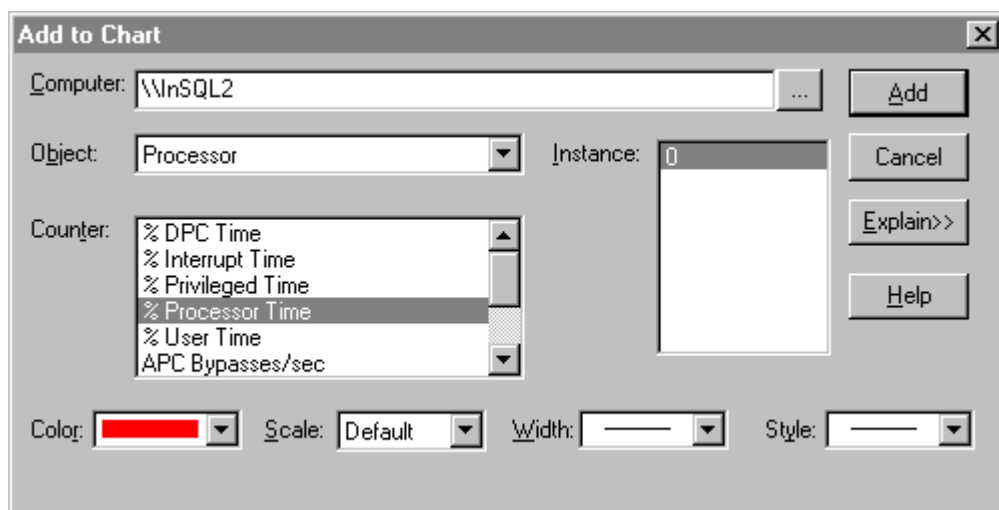 Add to Chart
Computer: \\InSQL2 ... Add
Object: Processor Instance: 0 Cancel
Counter: % DPC Time Explain>>
% Interrupt Time
% Privileged Time
% Processor Time Help
% User Time
APC Bypasses/sec
Color: Scale: Default Width: Style: